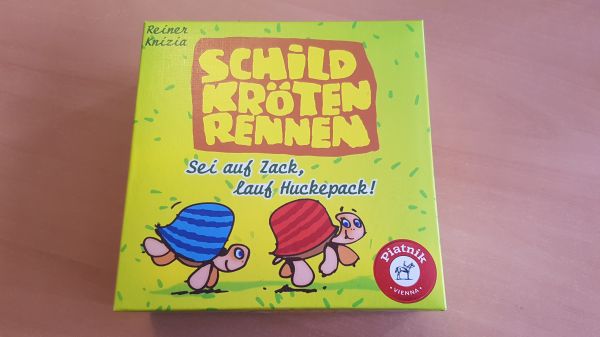 Reiner
Knizia
SCHILD
KRÖTEN
RENNEN
Sei auf Zack,
lauf Huckepack!
Piatnik
· VIENNA ·